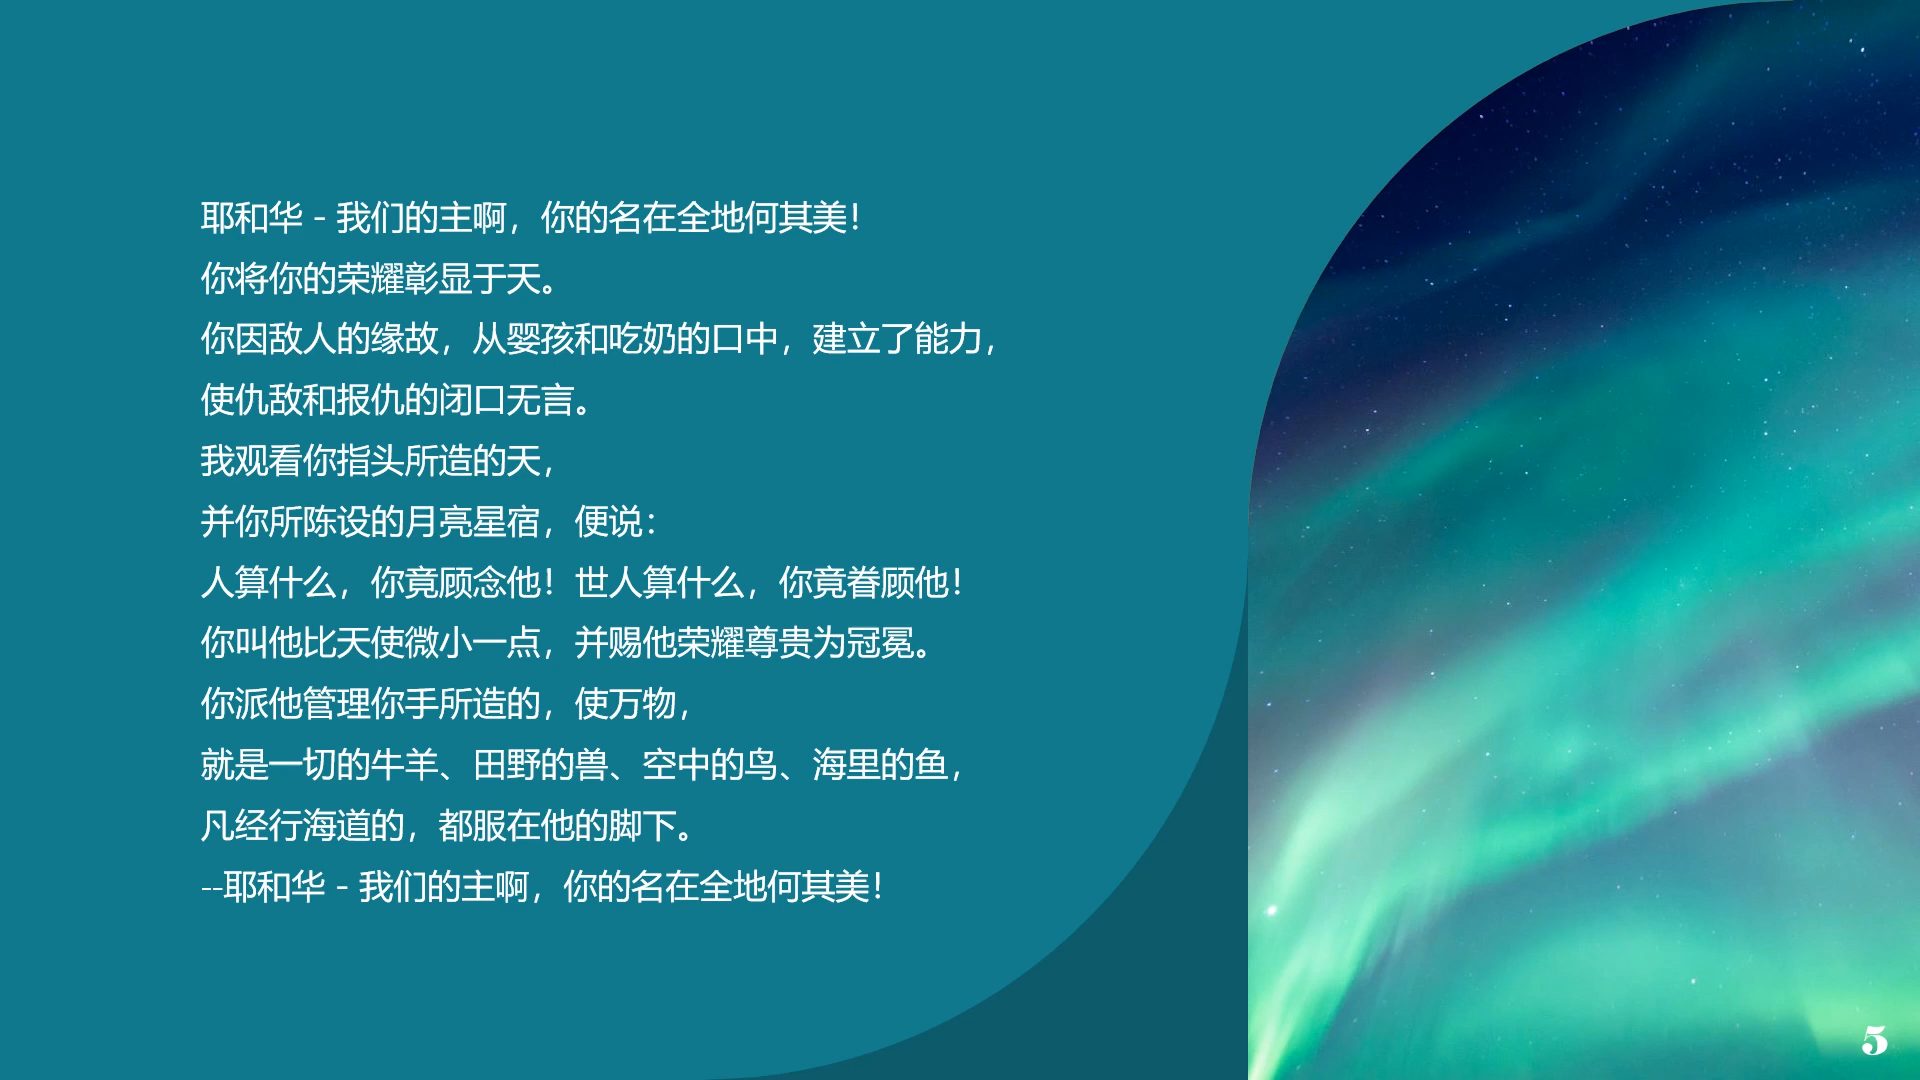 耶和华－我们的主啊，你的名在全地何其美！
你将你的荣耀彰显于天。
你因敌人的缘故，从婴孩和吃奶的口中，建立了能力，
使仇敌和报仇的闭口无言。
我观看你指头所造的天，
并你所陈设的月亮星宿，便说：
人算什么，你竟顾念他！世人算什么，你竟眷顾他！
你叫他比天使微小一点，并赐他荣耀尊贵为冠冕。
你派他管理你手所造的，使万物，
就是一切的牛羊、田野的兽、空中的鸟、海里的鱼，
凡经行海道的，都服在他的脚下。
--耶和华－我们的主啊，你的名在全地何其美！
5